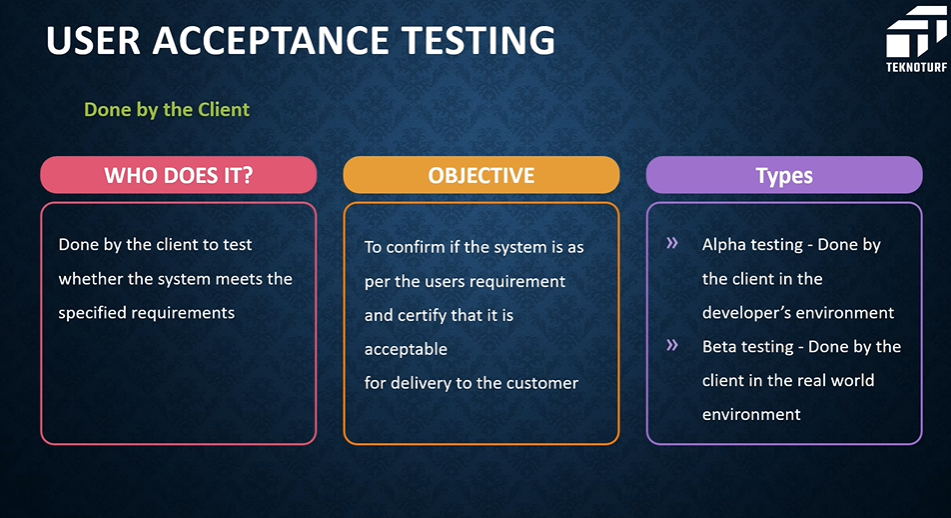 USER ACCEPTANCE TESTING
TEKNOTURF
Done by the Client
WHO DOES IT?
Done by the client to test
whether the system meets the
specified requirements
OBJECTIVE
To confirm if the system is as
per the users requirement
and certify that it is
acceptable
for delivery to the customer
Types
» Alpha testing - Done by
the client in the
developer’s environment
» Beta testing - Done by the
client in the real world
environment